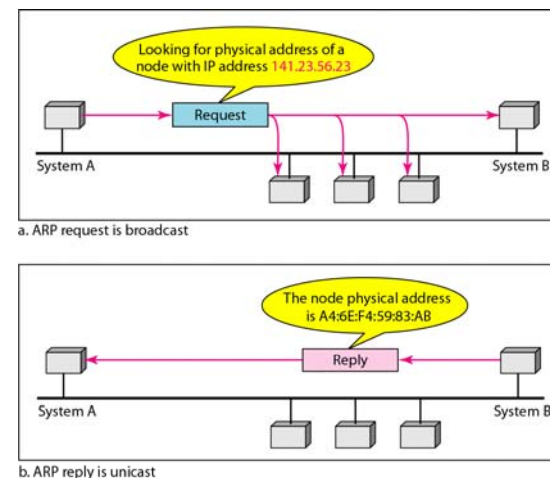 Looking for physical address of a
node with IP address 141.23.56.23
Request
System A
System B
a. ARP request is broadcast
The node physical address
is A4:6E:F4:59:83:AB
Reply
System A
System B
b. ARP reply is unicast